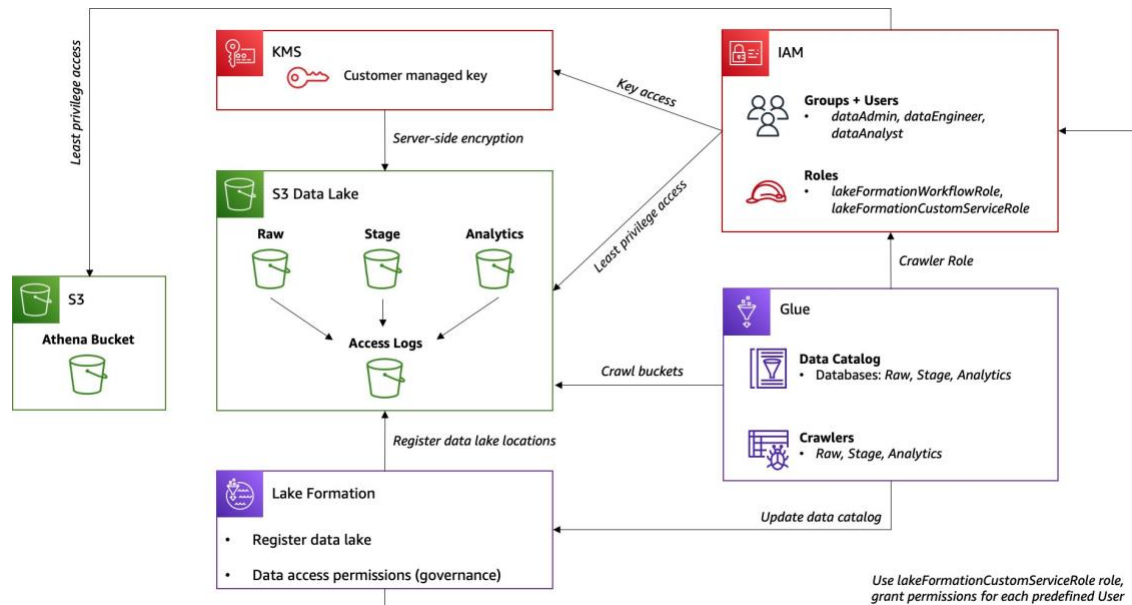 KMS
Customer managed key
IAM
Groups + Users
• dataAdmin, dataEngineer,
dataAnalyst
Roles
• lakeFormationWorkflowRole,
lakeFormationCustomServiceRole
Least privilege access
Key access
Server-side encryption
S3 Data Lake
Raw
Stage
Analytics
Access Logs
Least privilege access
Crawler Role
S3
Athena Bucket
Glue
Data Catalog
• Databases: Raw, Stage, Analytics
Crawlers
• Raw, Stage, Analytics
Crawl buckets
Register data lake locations
Lake Formation
• Register data lake
• Data access permissions (governance)
Update data catalog
Use lakeFormationCustomServiceRole role,
grant permissions for each predefined User